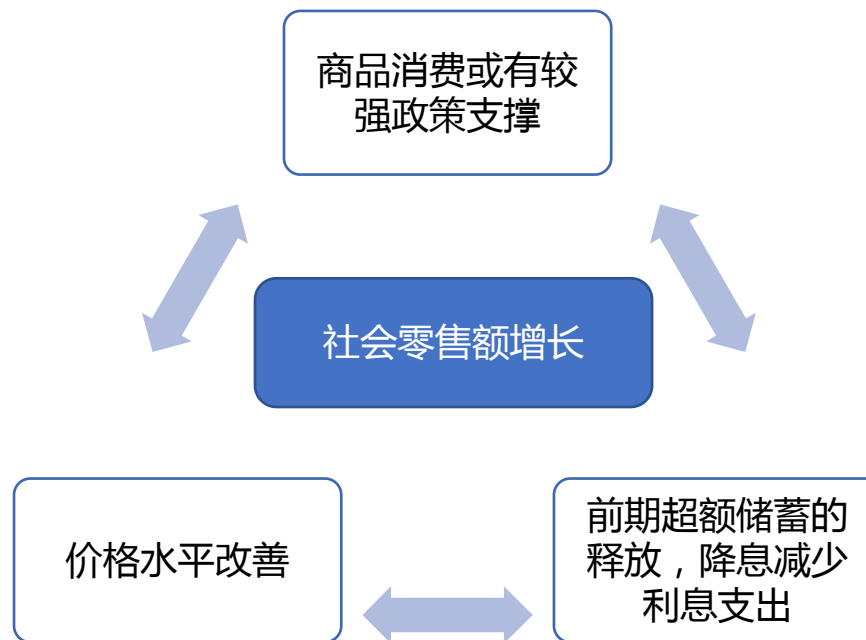 商品消费或有较
强政策支撑
社会零售额增长
价格水平改善
前期超额储蓄的
释放，降息减少
利息支出